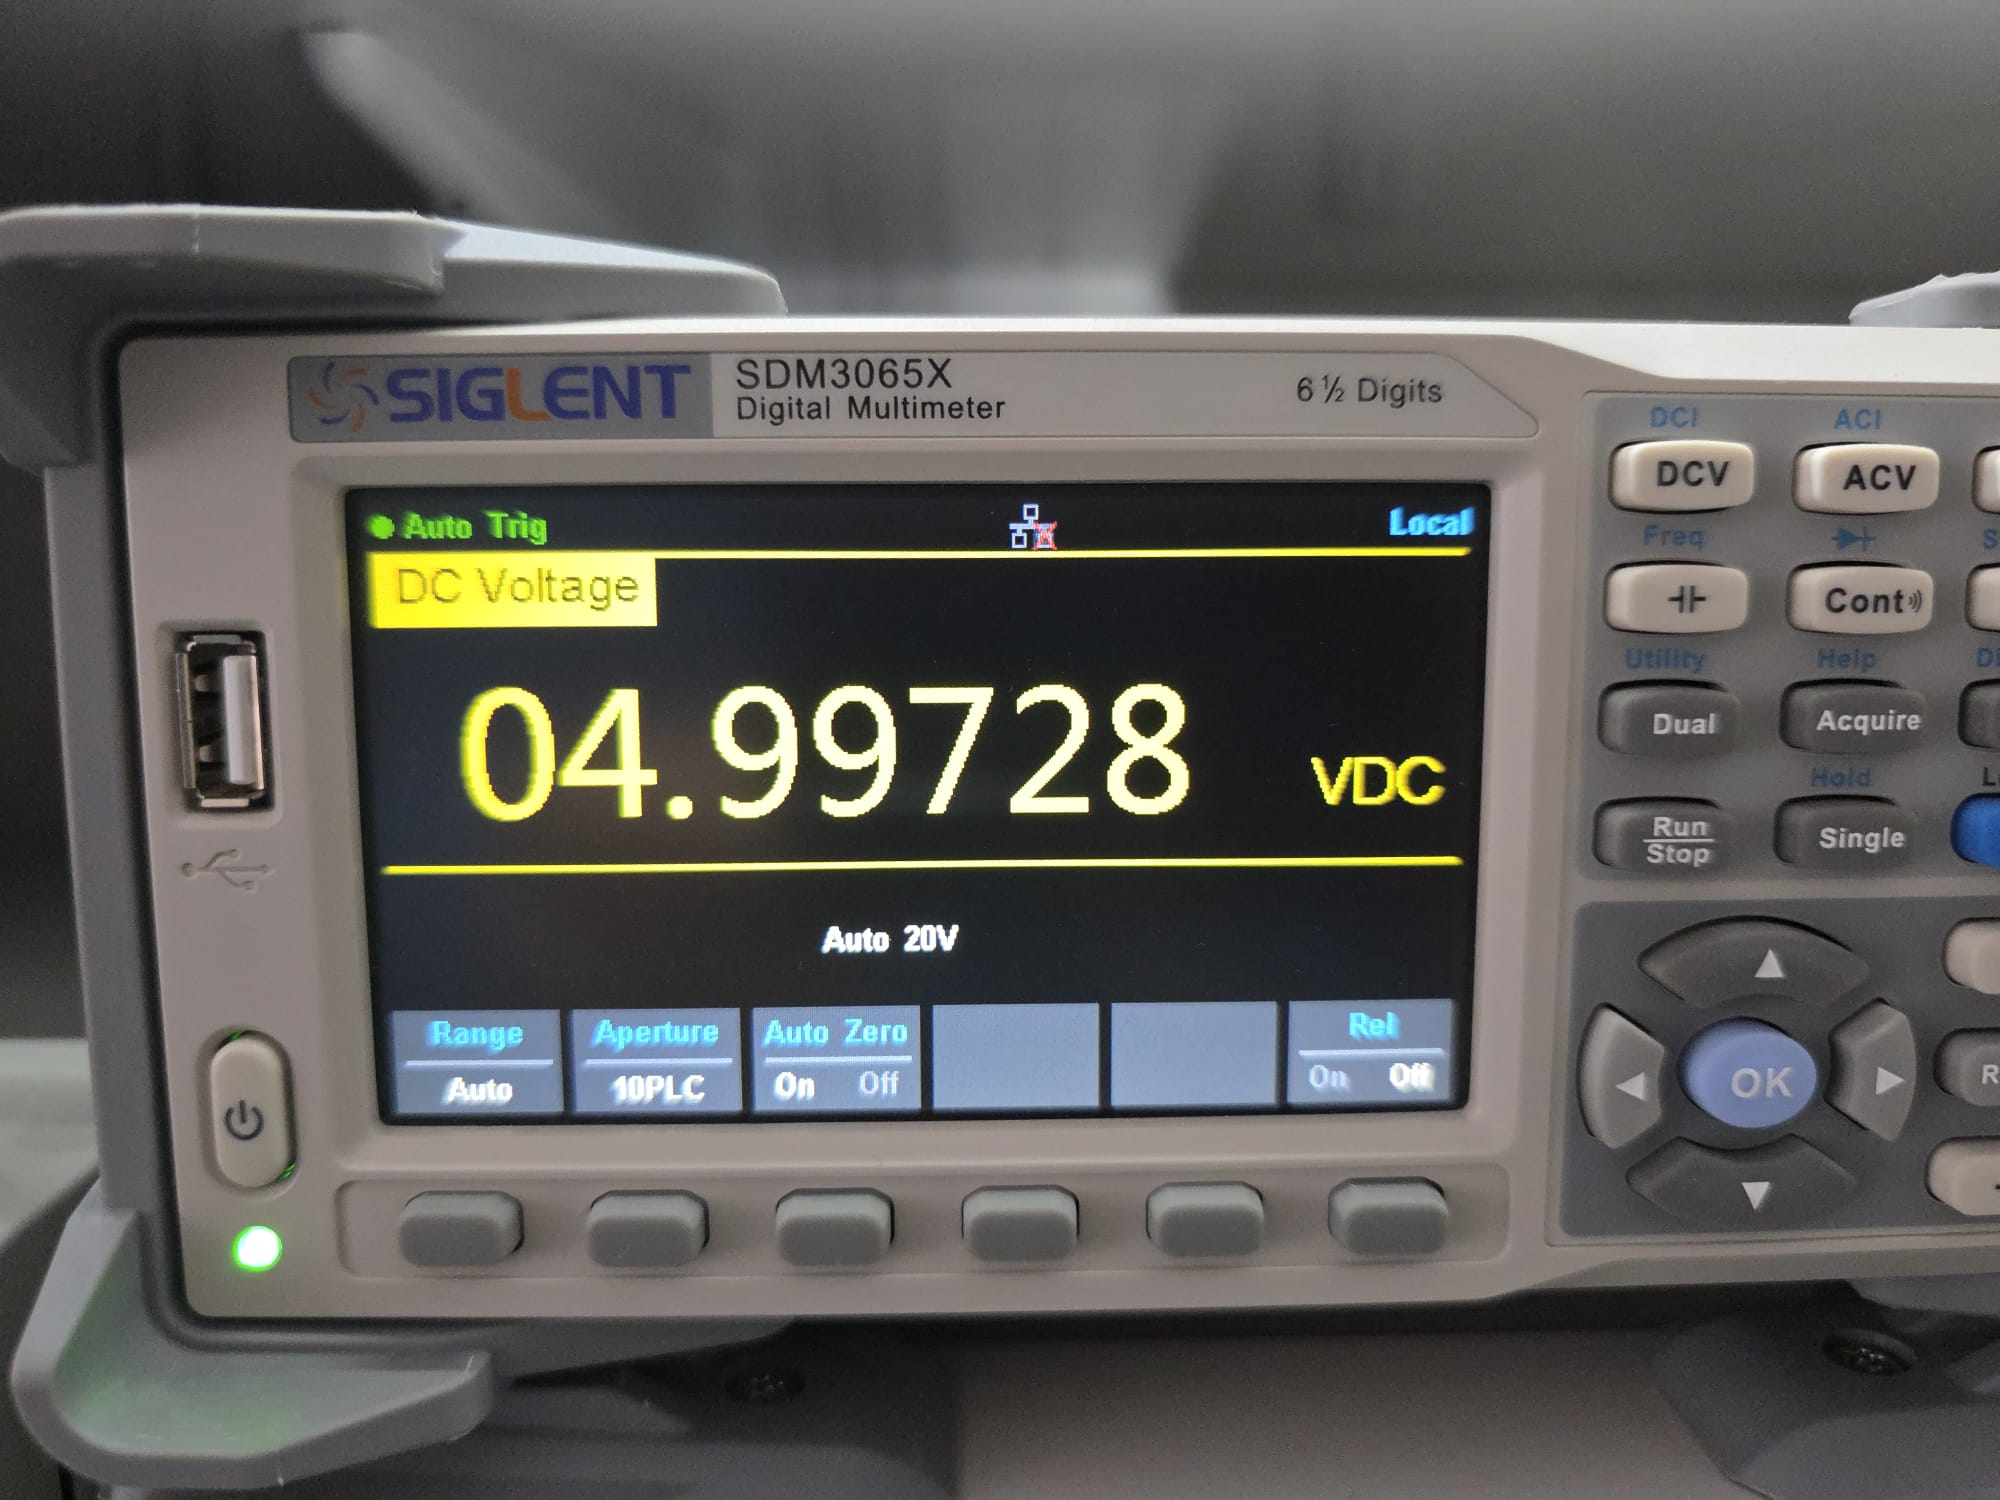 SIGLENT
SDM3065X
Digital Multimeter
6 ½ Digits
Auto Trig
Local
DC Voltage
04.99728 VDC
Auto 20V
Range
Auto
Aperture
10PLC
Auto Zero
On Off
Rel
On Off
DCI ACI
DCV ACV
Freq
Cont
Utility Help
Dual Acquire
Hold
Run
Stop
Single
OK